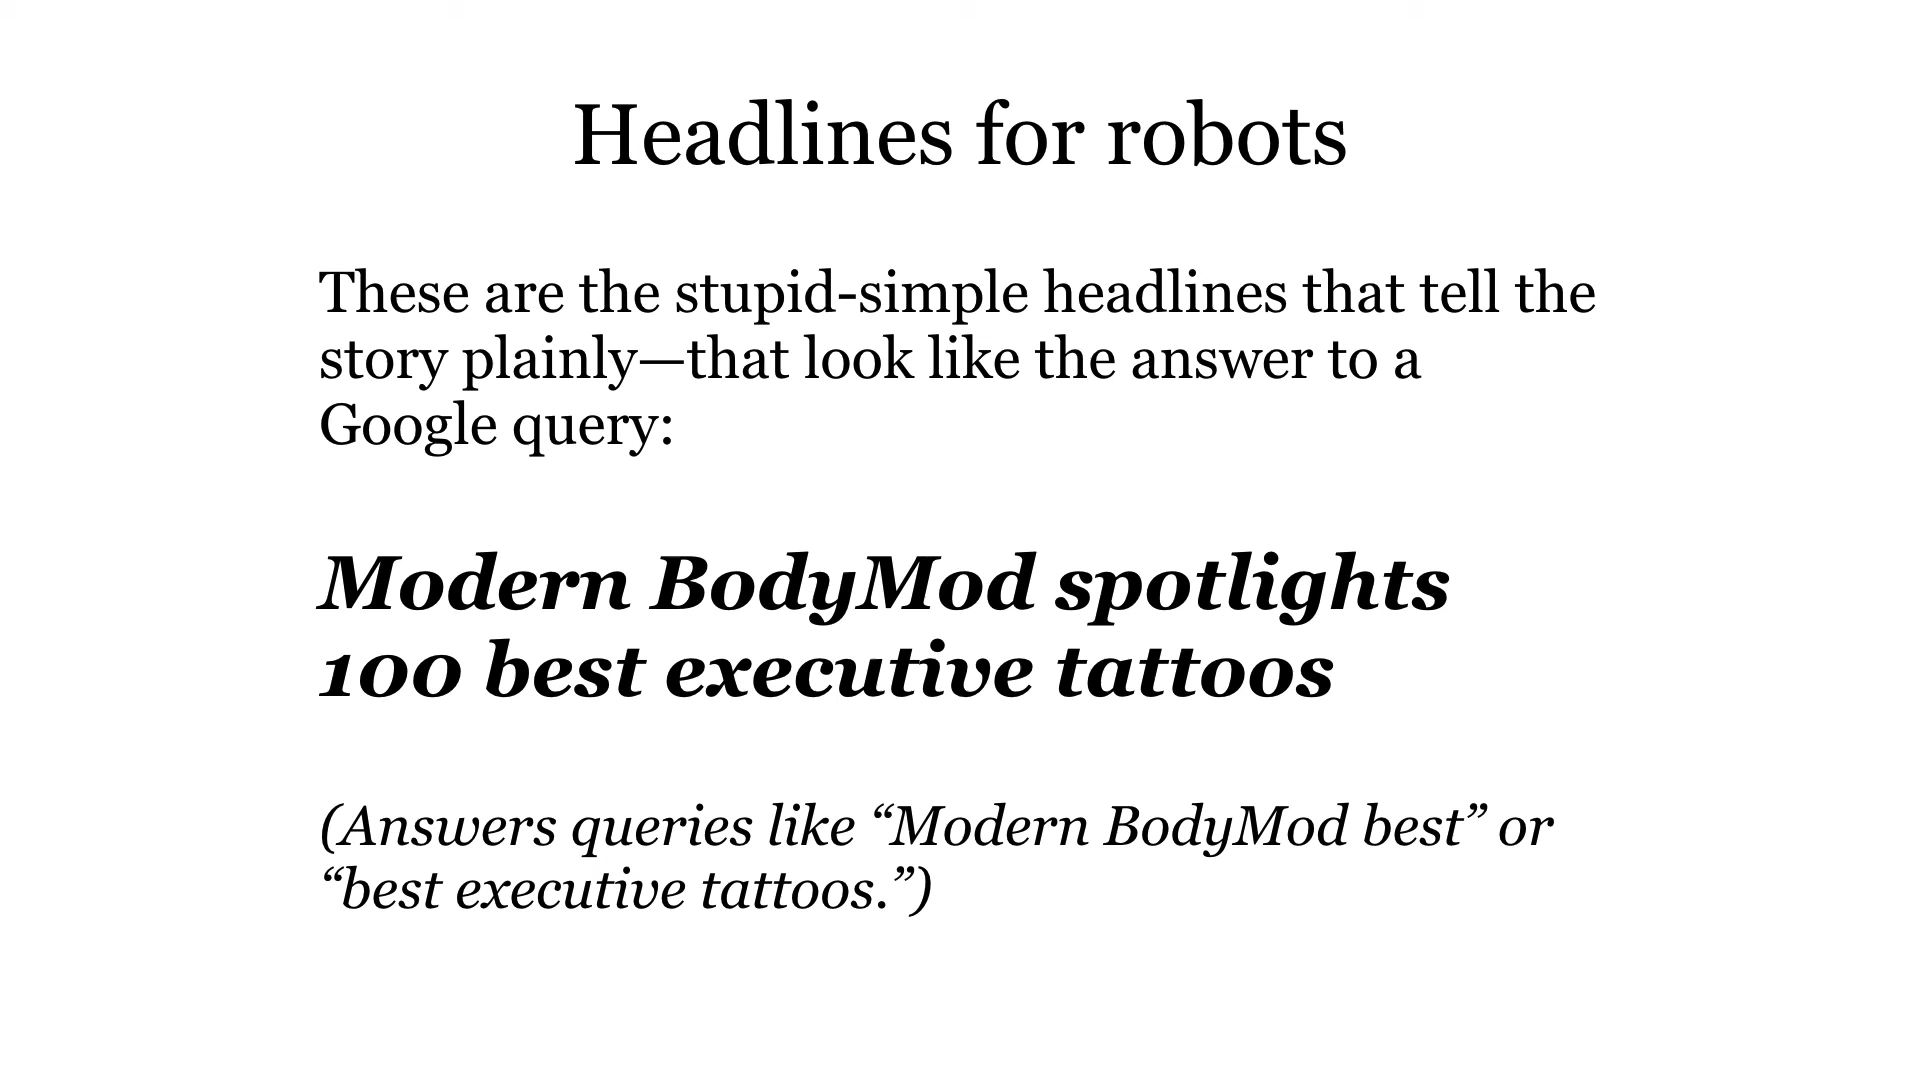 Headlines for robots
These are the stupid-simple headlines that tell the
story plainly—that look like the answer to a
Google query:
Modern BodyMod spotlights
100 best executive tattoos
(Answers queries like “Modern BodyMod best” or
“best executive tattoos.”)